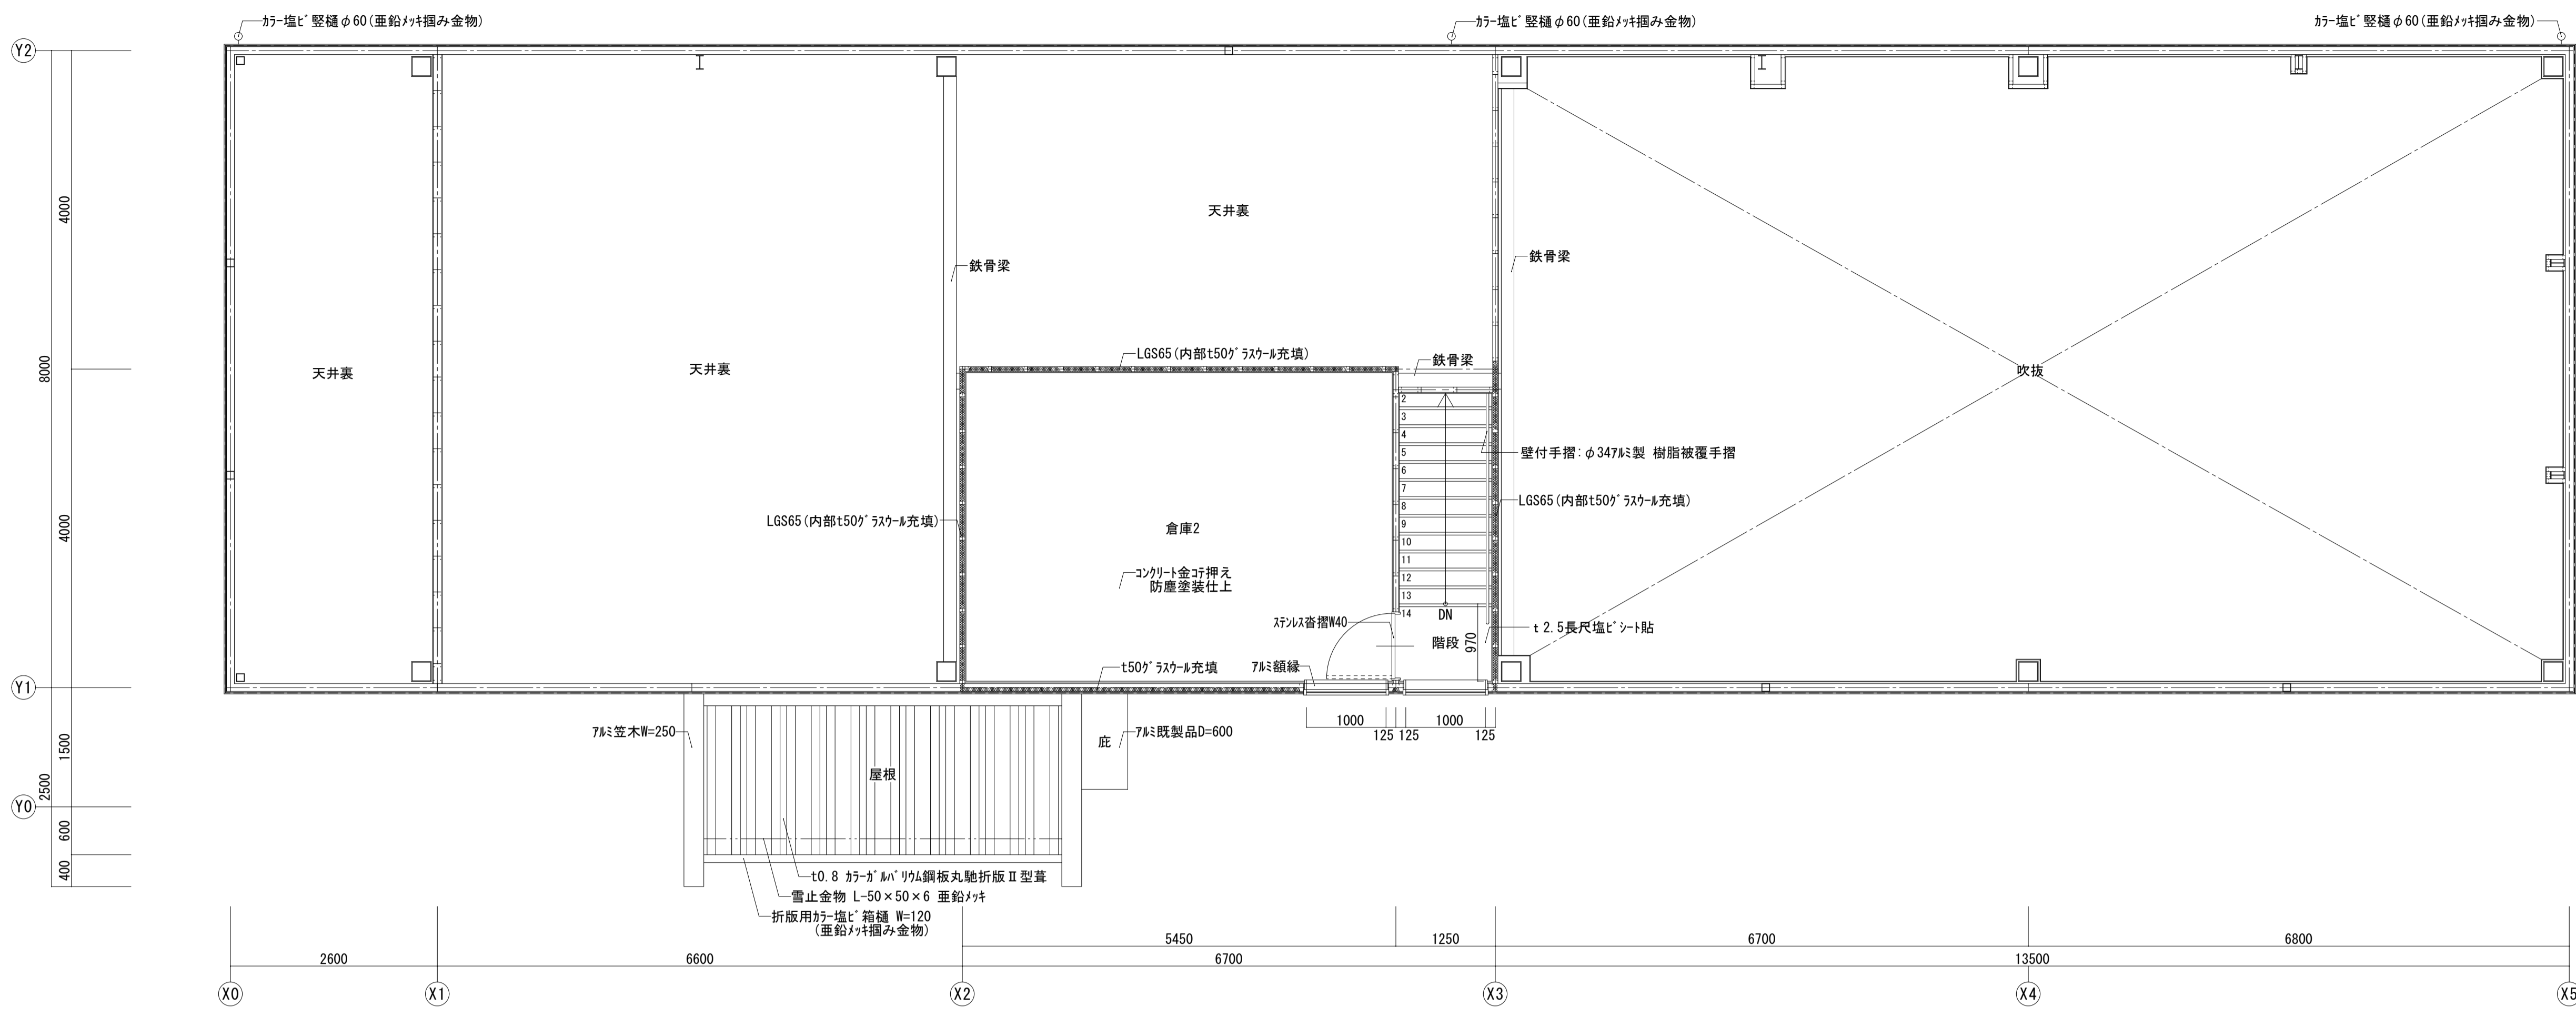 カラー塩ビ竪樋φ60(亜鉛メッキ掴み金物)
カラー塩ビ竪樋φ60(亜鉛メッキ掴み金物)
カラー塩ビ竪樋φ60(亜鉛メッキ掴み金物)
Y2
4000
天井裏
鉄骨梁
鉄骨梁
8000
LGS65(内部t50グラスウール充填)
鉄骨梁
天井裏
天井裏
吹抜
2
3
4
5
6
7
8
9
10
11
12
13
14
壁付手摺:φ34アルミ製 樹脂被覆手摺
LGS65(内部t50グラスウール充填)
LGS65(内部t50グラスウール充填)
4000
倉庫2
コンクリート金コテ押え
防塵塗装仕上
ステンレス沓摺W40
DN
階段
970
t2.5長尺塩ビシート貼
t50グラスウール充填
アルミ額縁
Y1
1000
1000
125
125
125
アルミ笠木W=250
庇
アルミ既製品D=600
1500
屋根
2500
Y0
600
400
t0.8 カラーガルバリウム鋼板丸馳折版Ⅱ型葺
雪止金物 L-50×50×6 亜鉛メッキ
折版用カラー塩ビ箱樋 W=120
(亜鉛メッキ掴み金物)
5450
1250
6700
6800
2600
6600
6700
13500
X0
X1
X2
X3
X4
X5